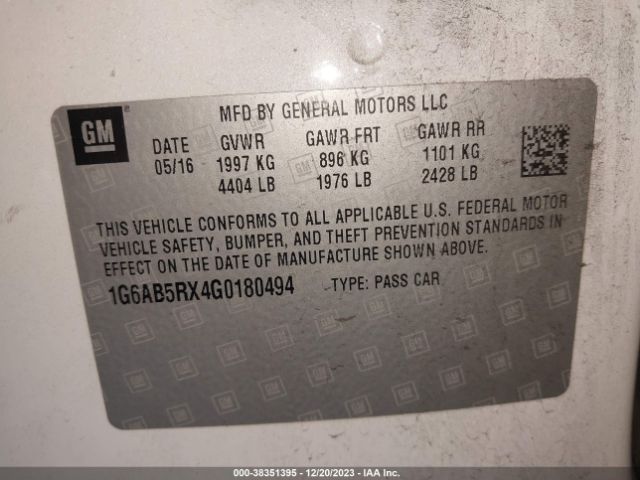 GM
MFD BY GENERAL MOTORS LLC
DATE GVWR GAWR FRT GAWR RR
05/16 1997 KG 896 KG 1101 KG
4404 LB 1976 LB 2428 LB
THIS VEHICLE CONFORMS TO ALL APPLICABLE U.S. FEDERAL MOTOR
VEHICLE SAFETY, BUMPER, AND THEFT PREVENTION STANDARDS IN
EFFECT ON THE DATE OF MANUFACTURE SHOWN ABOVE.
1G6AB5RX4G0180494 TYPE: PASS CAR
000-38351395 - 12/20/2023 - IAA Inc.